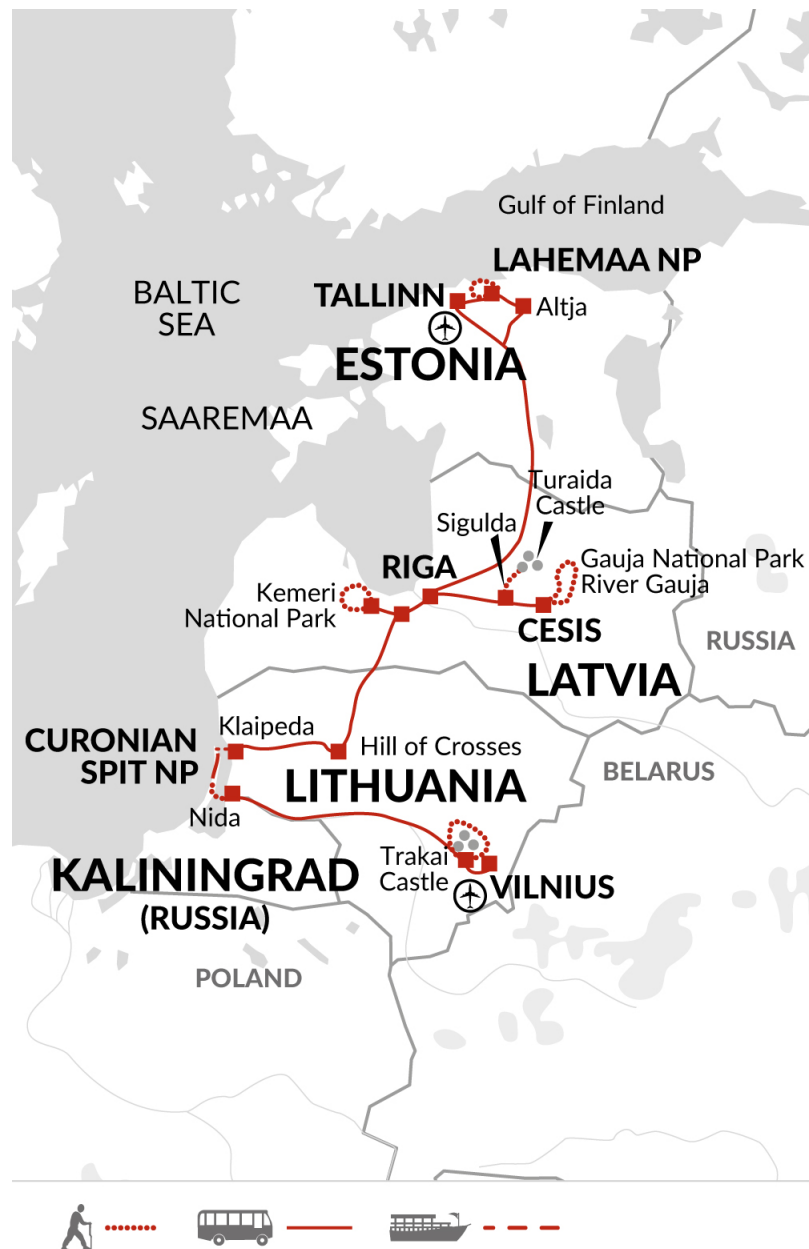 Gulf of Finland
LAHEMAA NP
BALTIC
SEA
TALLINN
Altja
ESTONIA
SAAREMAA
Turaida
Castle
Sigulda
RIGA
Gauja National Park
River Gauja
Kemeri
National Park
CESIS
RUSSIA
LATVIA
Klaipeda
CURONIAN
SPIT NP
Hill of Crosses
BELARUS
LITHUANIA
Nida
Trakai
Castle
KALININGRAD
(RUSSIA)
VILNIUS
POLAND